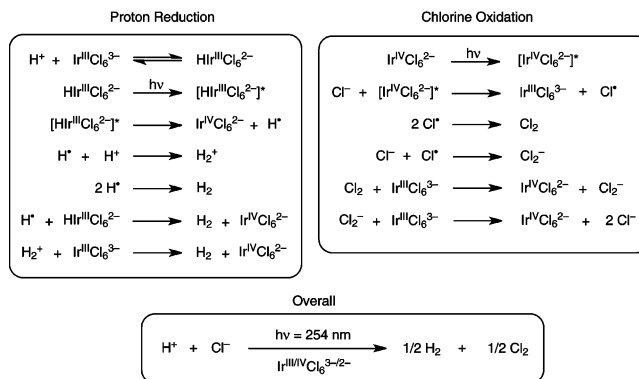 Proton Reduction
H⁺ + IrᴵᴵᴵCl₆³⁻ ⇌ HIrᴵᴵᴵCl₆²⁻
HIrᴵᴵᴵCl₆²⁻ hν → [HIrᴵᴵᴵCl₆²⁻]*
[HIrᴵᴵᴵCl₆²⁻]* → IrᴵⱽCl₆²⁻ + H•
H• + H⁺ → H₂⁺
2 H• → H₂
H• + HIrᴵᴵᴵCl₆²⁻ → H₂ + IrᴵⱽCl₆²⁻
H₂⁺ + IrᴵᴵᴵCl₆³⁻ → H₂ + IrᴵⱽCl₆²⁻
Chlorine Oxidation
IrᴵⱽCl₆²⁻ hν → [IrᴵⱽCl₆²⁻]*
Cl⁻ + [IrᴵⱽCl₆²⁻]* → IrᴵᴵᴵCl₆³⁻ + Cl•
2 Cl• → Cl₂
Cl⁻ + Cl• → Cl₂⁻
Cl₂ + IrᴵᴵᴵCl₆³⁻ → IrᴵⱽCl₆²⁻ + Cl₂⁻
Cl₂⁻ + IrᴵᴵᴵCl₆³⁻ → IrᴵⱽCl₆²⁻ + 2 Cl⁻
Overall
hν = 254 nm
H⁺ + Cl⁻ → 1/2 H₂ + 1/2 Cl₂
Irᴵᴵᴵ/ᴵⱽCl₆³⁻/²⁻